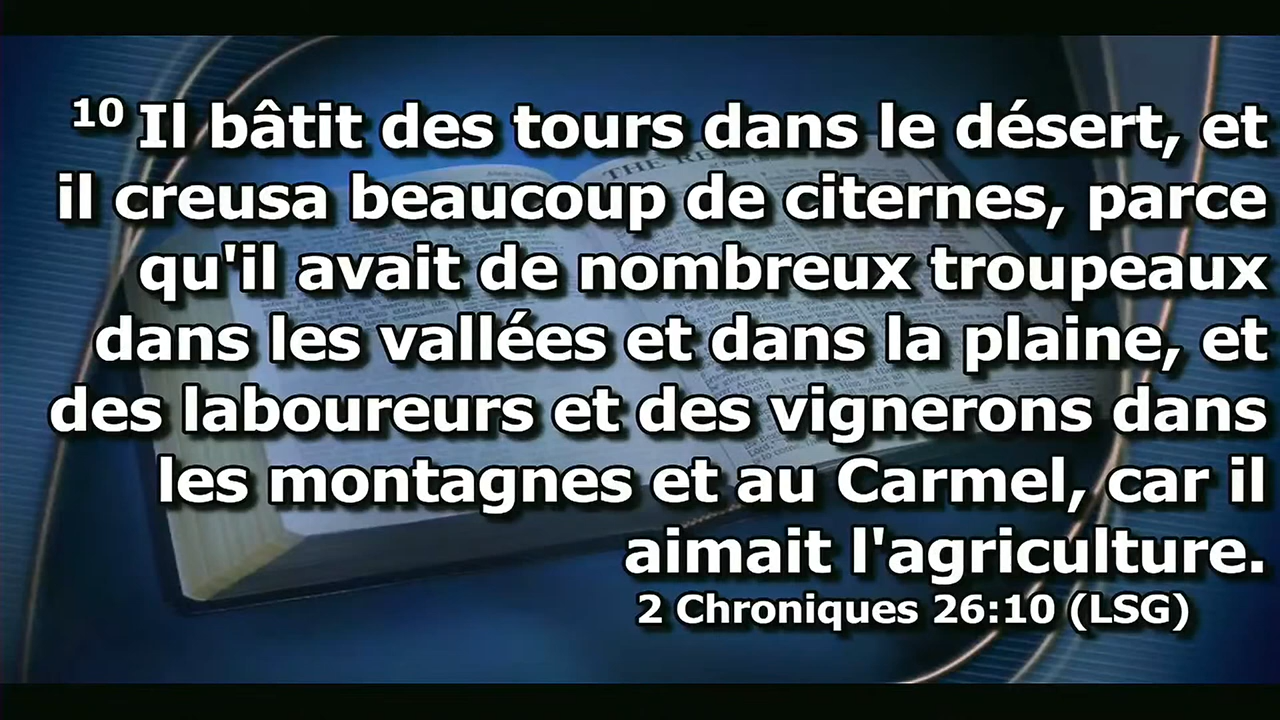 10 Il bâtit des tours dans le désert, et
il creusa beaucoup de citernes, parce
qu'il avait de nombreux troupeaux
dans les vallées et dans la plaine, et
des laboureurs et des vignerons dans
les montagnes et au Carmel, car il
aimait l'agriculture.
2 Chroniques 26:10 (LSG)
THE RE